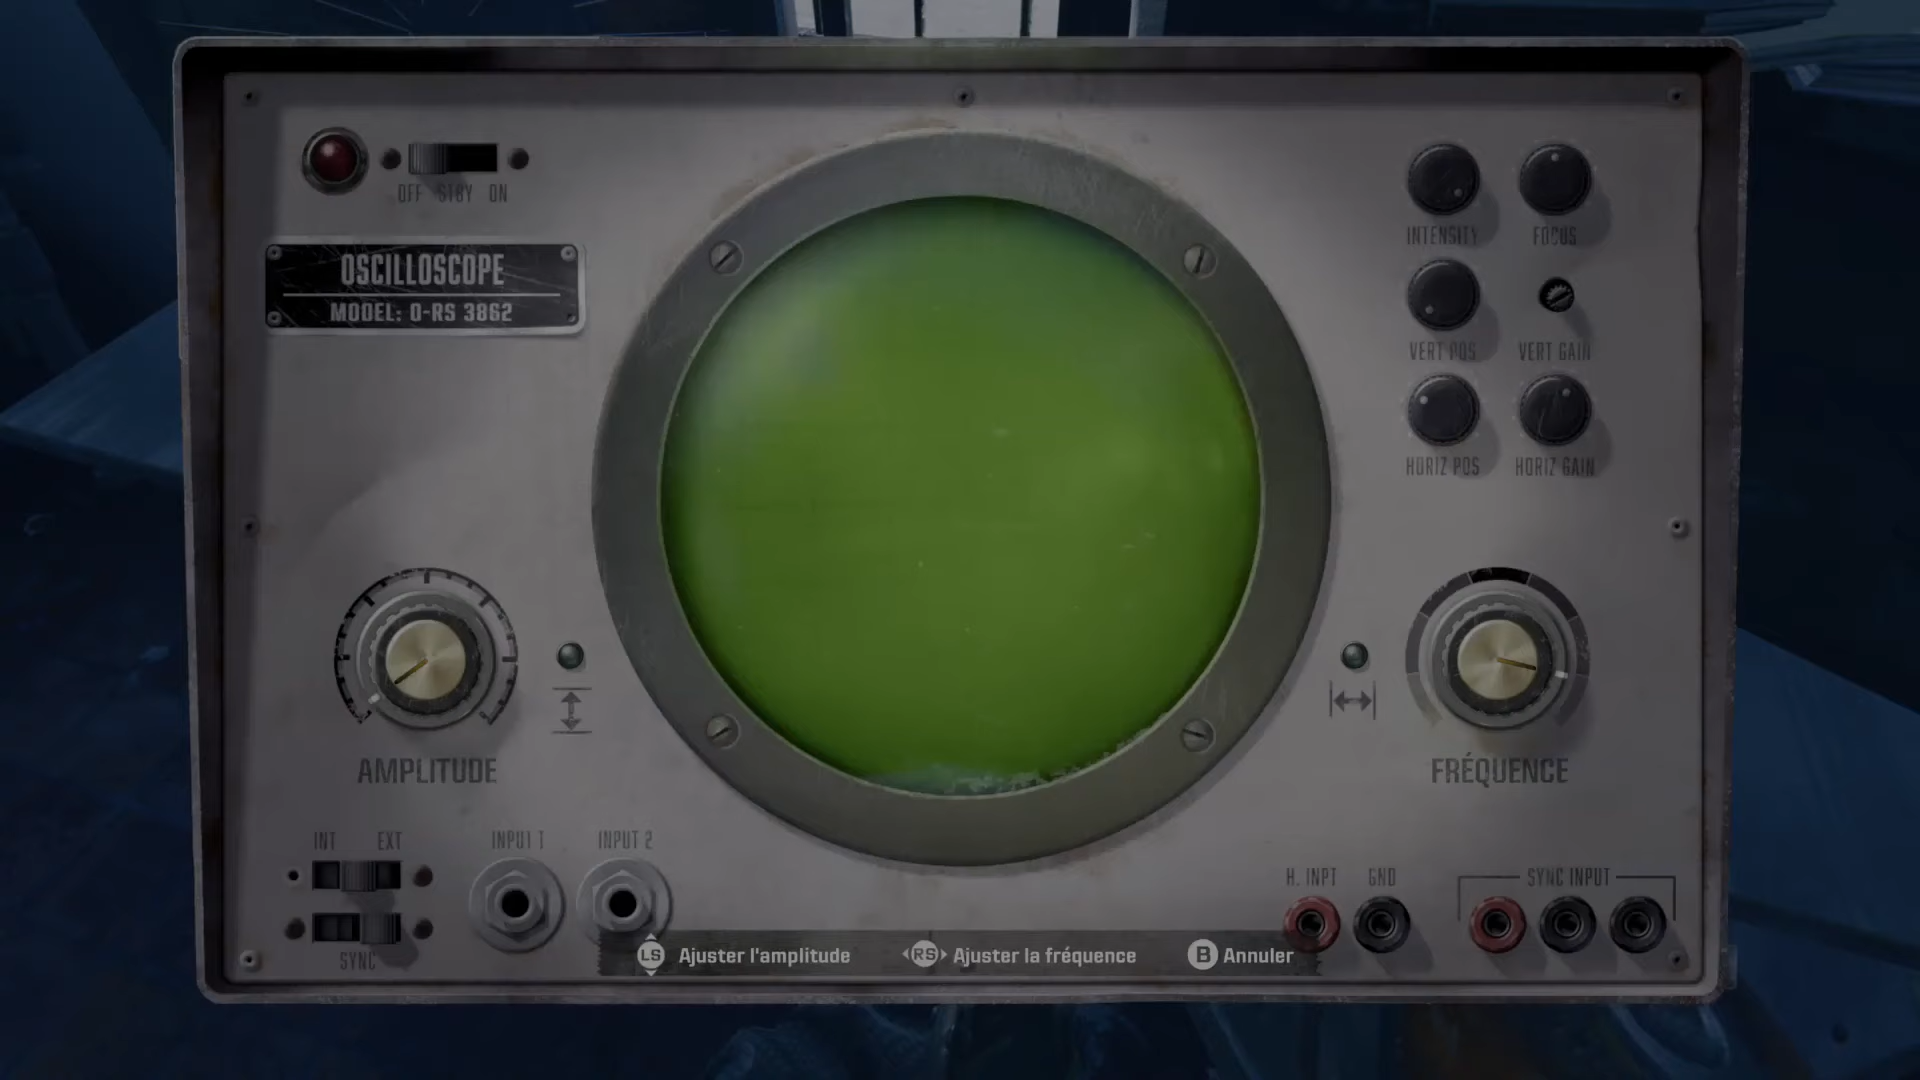 OFF STBY ON
OSCILLOSCOPE
MODEL: O-RS 3862
INTENSITY FOCUS
VERT POS VERT GAIN
HORIZ POS HORIZ GAIN
AMPLITUDE
FRÉQUENCE
INT EXT
INPUT 1 INPUT 2
SYNC
H. INPT GND
SYNC INPUT
LS Ajuster l'amplitude RS Ajuster la fréquence B Annuler